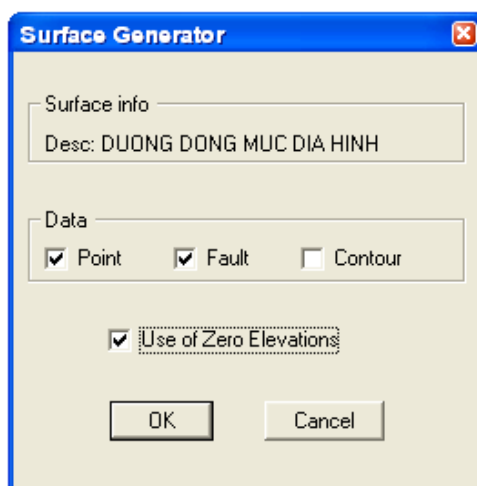 Surface Generator
Surface info
Desc: DUONG DONG MUC DIA HINH
Data
Point Fault Contour
Use of Zero Elevations
OK Cancel